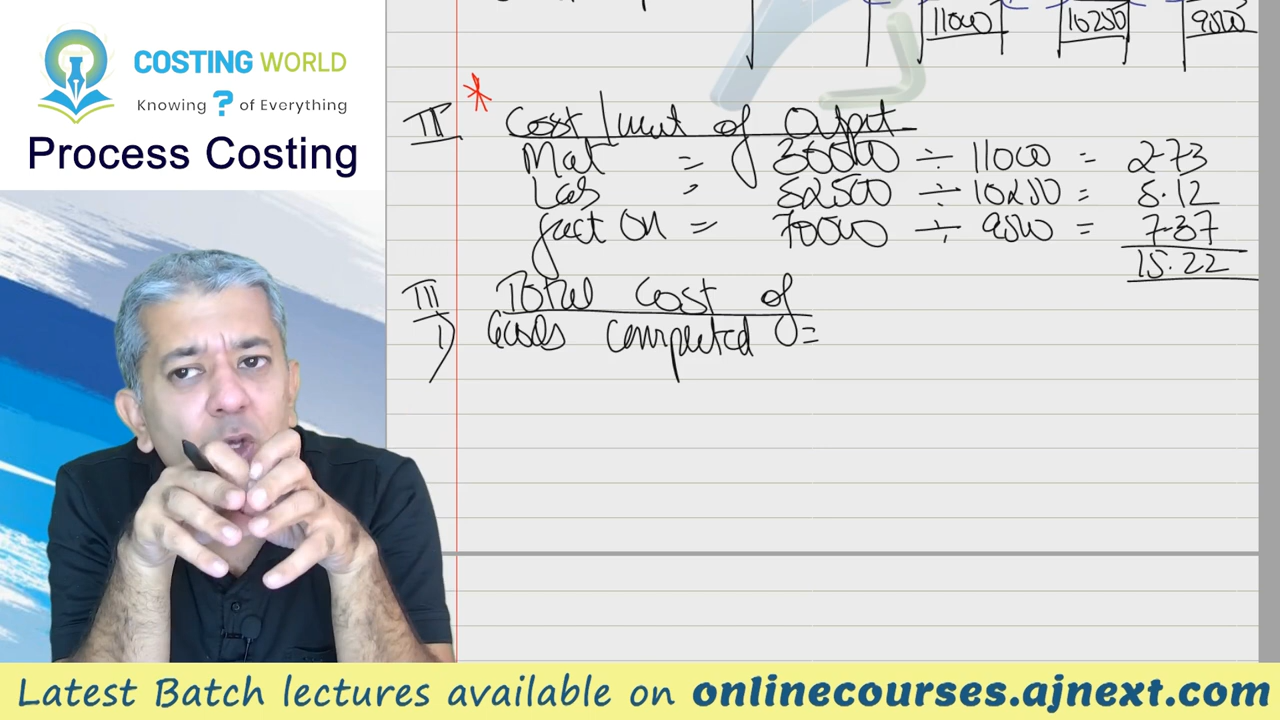 COSTING WORLD
Knowing ? of Everything
Process Costing
11000 10250 9500
II * Cost/unit of Output
Mat = 30000 ÷ 11000 = 2.73
Lab = 52500 ÷ 10250 = 5.12
fact OH = 70000 ÷ 9500 = 7.37
15.22
III Total Cost of
1) Goods Completed =
Latest Batch lectures available on onlinecourses.ajnext.com